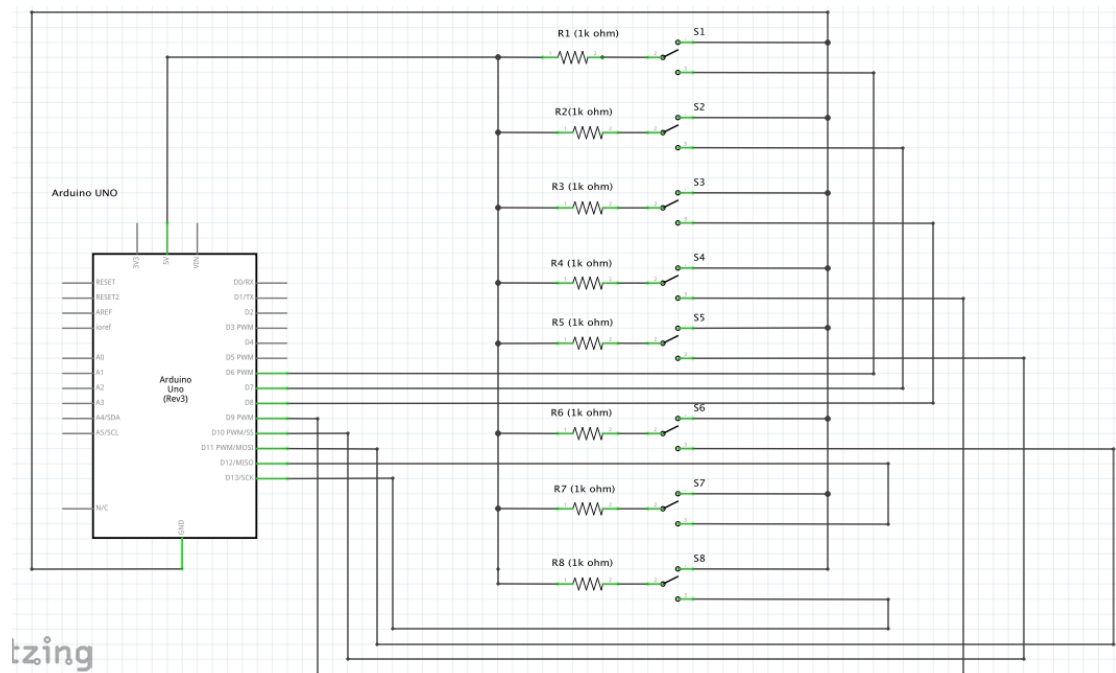 R1 (1k ohm)
S1
R2(1k ohm)
S2
R3 (1k ohm)
S3
Arduino UNO
R4 (1k ohm)
S4
R5 (1k ohm)
S5
R6 (1k ohm)
S6
R7 (1k ohm)
S7
R8 (1k ohm)
S8
3V3
5V
VIN
RESET
RESET2
AREF
ioref
A0
A1
A2
A3
A4/SDA
A5/SCL
N/C
Arduino
Uno
(Rev3)
D0/RX
D1/TX
D2
D3 PWM
D4
D5 PWM
D6 PWM
D7
D8
D9 PWM
D10 PWM/SS
D11 PWM/MOSI
D12/MISO
D13/SCK
GND
tzing